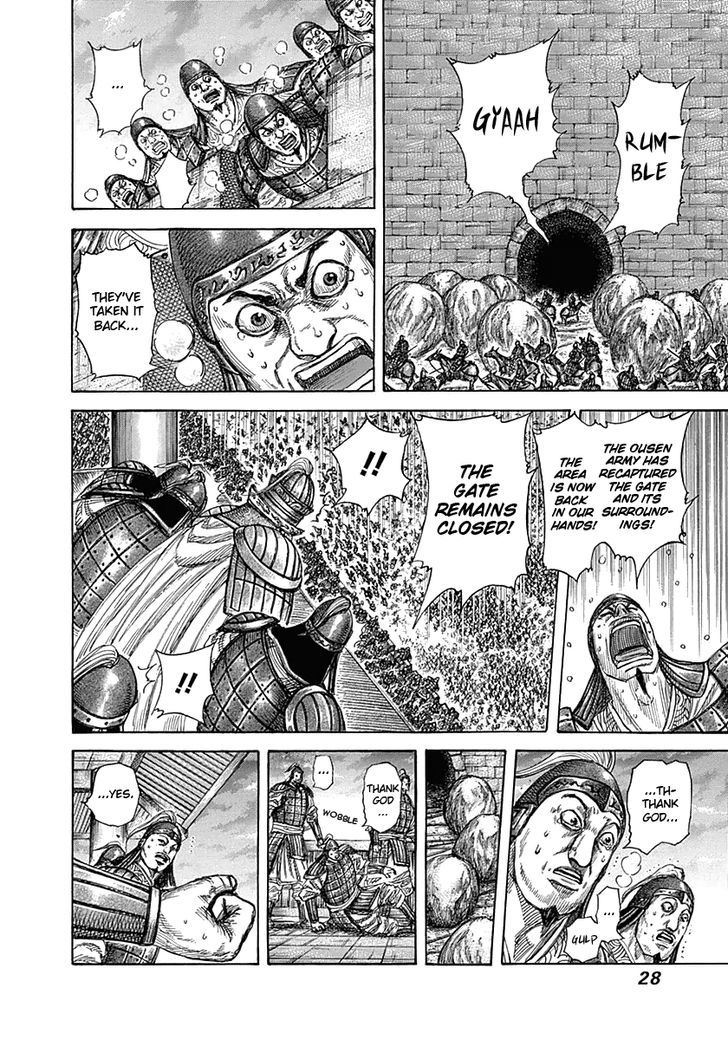 RUM-
BLE
GYAAH
...
THEY'VE
TAKEN IT
BACK...
THE OUSEN
ARMY HAS
RECAPTURED
THE GATE
AND ITS
SURROUND-
INGS!
THE
AREA
IS NOW
BACK
IN OUR
HANDS!
THE
GATE
REMAINS
CLOSED!
!!
!!
...TH-
THANK
GOD...
GULP
THANK
GOD
...
...
WOBBLE
...YES.
28